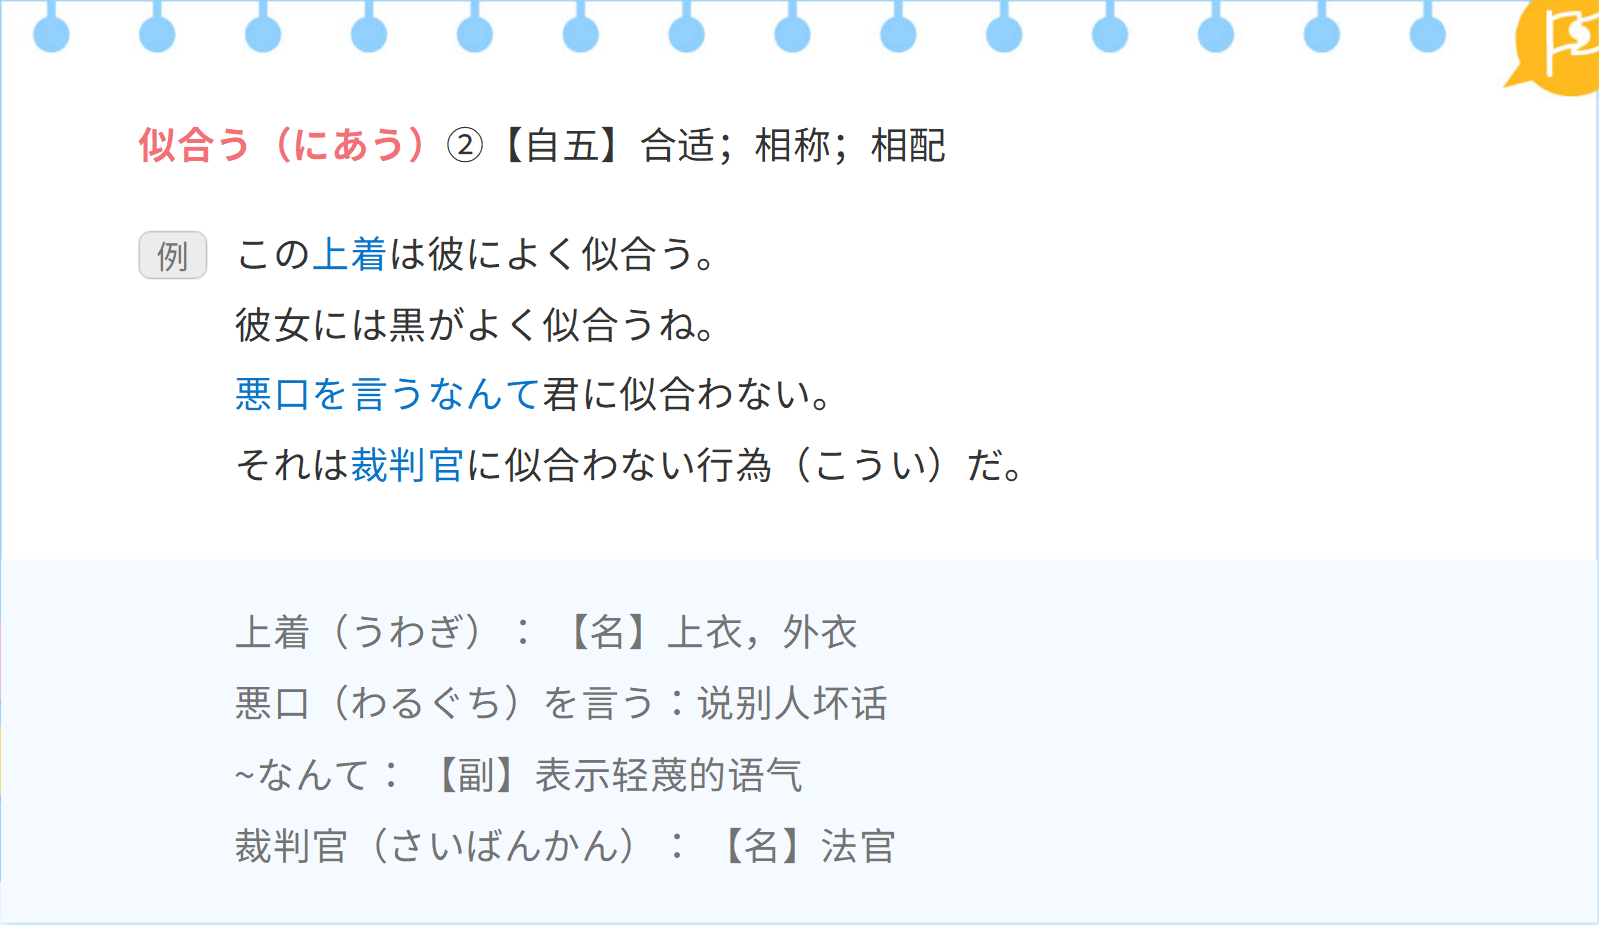 似合う（にあう）②【自五】合适；相称；相配
例 この上着は彼によく似合う。
彼女には黒がよく似合うね。
悪口を言うなんて君に似合わない。
それは裁判官に似合わない行為（こうい）だ。
上着（うわぎ）：【名】上衣，外衣
悪口（わるぐち）を言う：说别人坏话
~なんて：【副】表示轻蔑的语气
裁判官（さいばんかん）：【名】法官